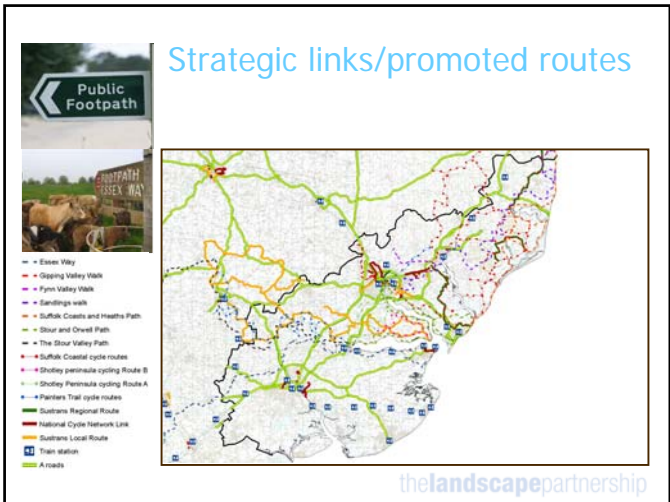 Strategic links/promoted routes
Public
Footpath
FOOTPATH
ESSEX WAY
Essex Way
Gipping Valley Walk
Fynn Valley Walk
Sandlings walk
Suffolk Coasts and Heaths Path
Stour and Orwell Path
The Stour Valley Path
Suffolk Coastal cycle routes
Shotley peninsula cycling Route B
Shotley Peninsula cycling Route A
Painters Trail cycle routes
Sustrans Regional Route
National Cycle Network Link
Sustrans Local Route
Train station
A roads
thelandscapepartnership